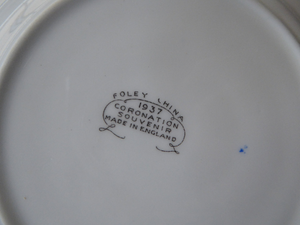 FOLEY CHINA
1937
CORONATION
SOUVENIR
MADE IN ENGLAND